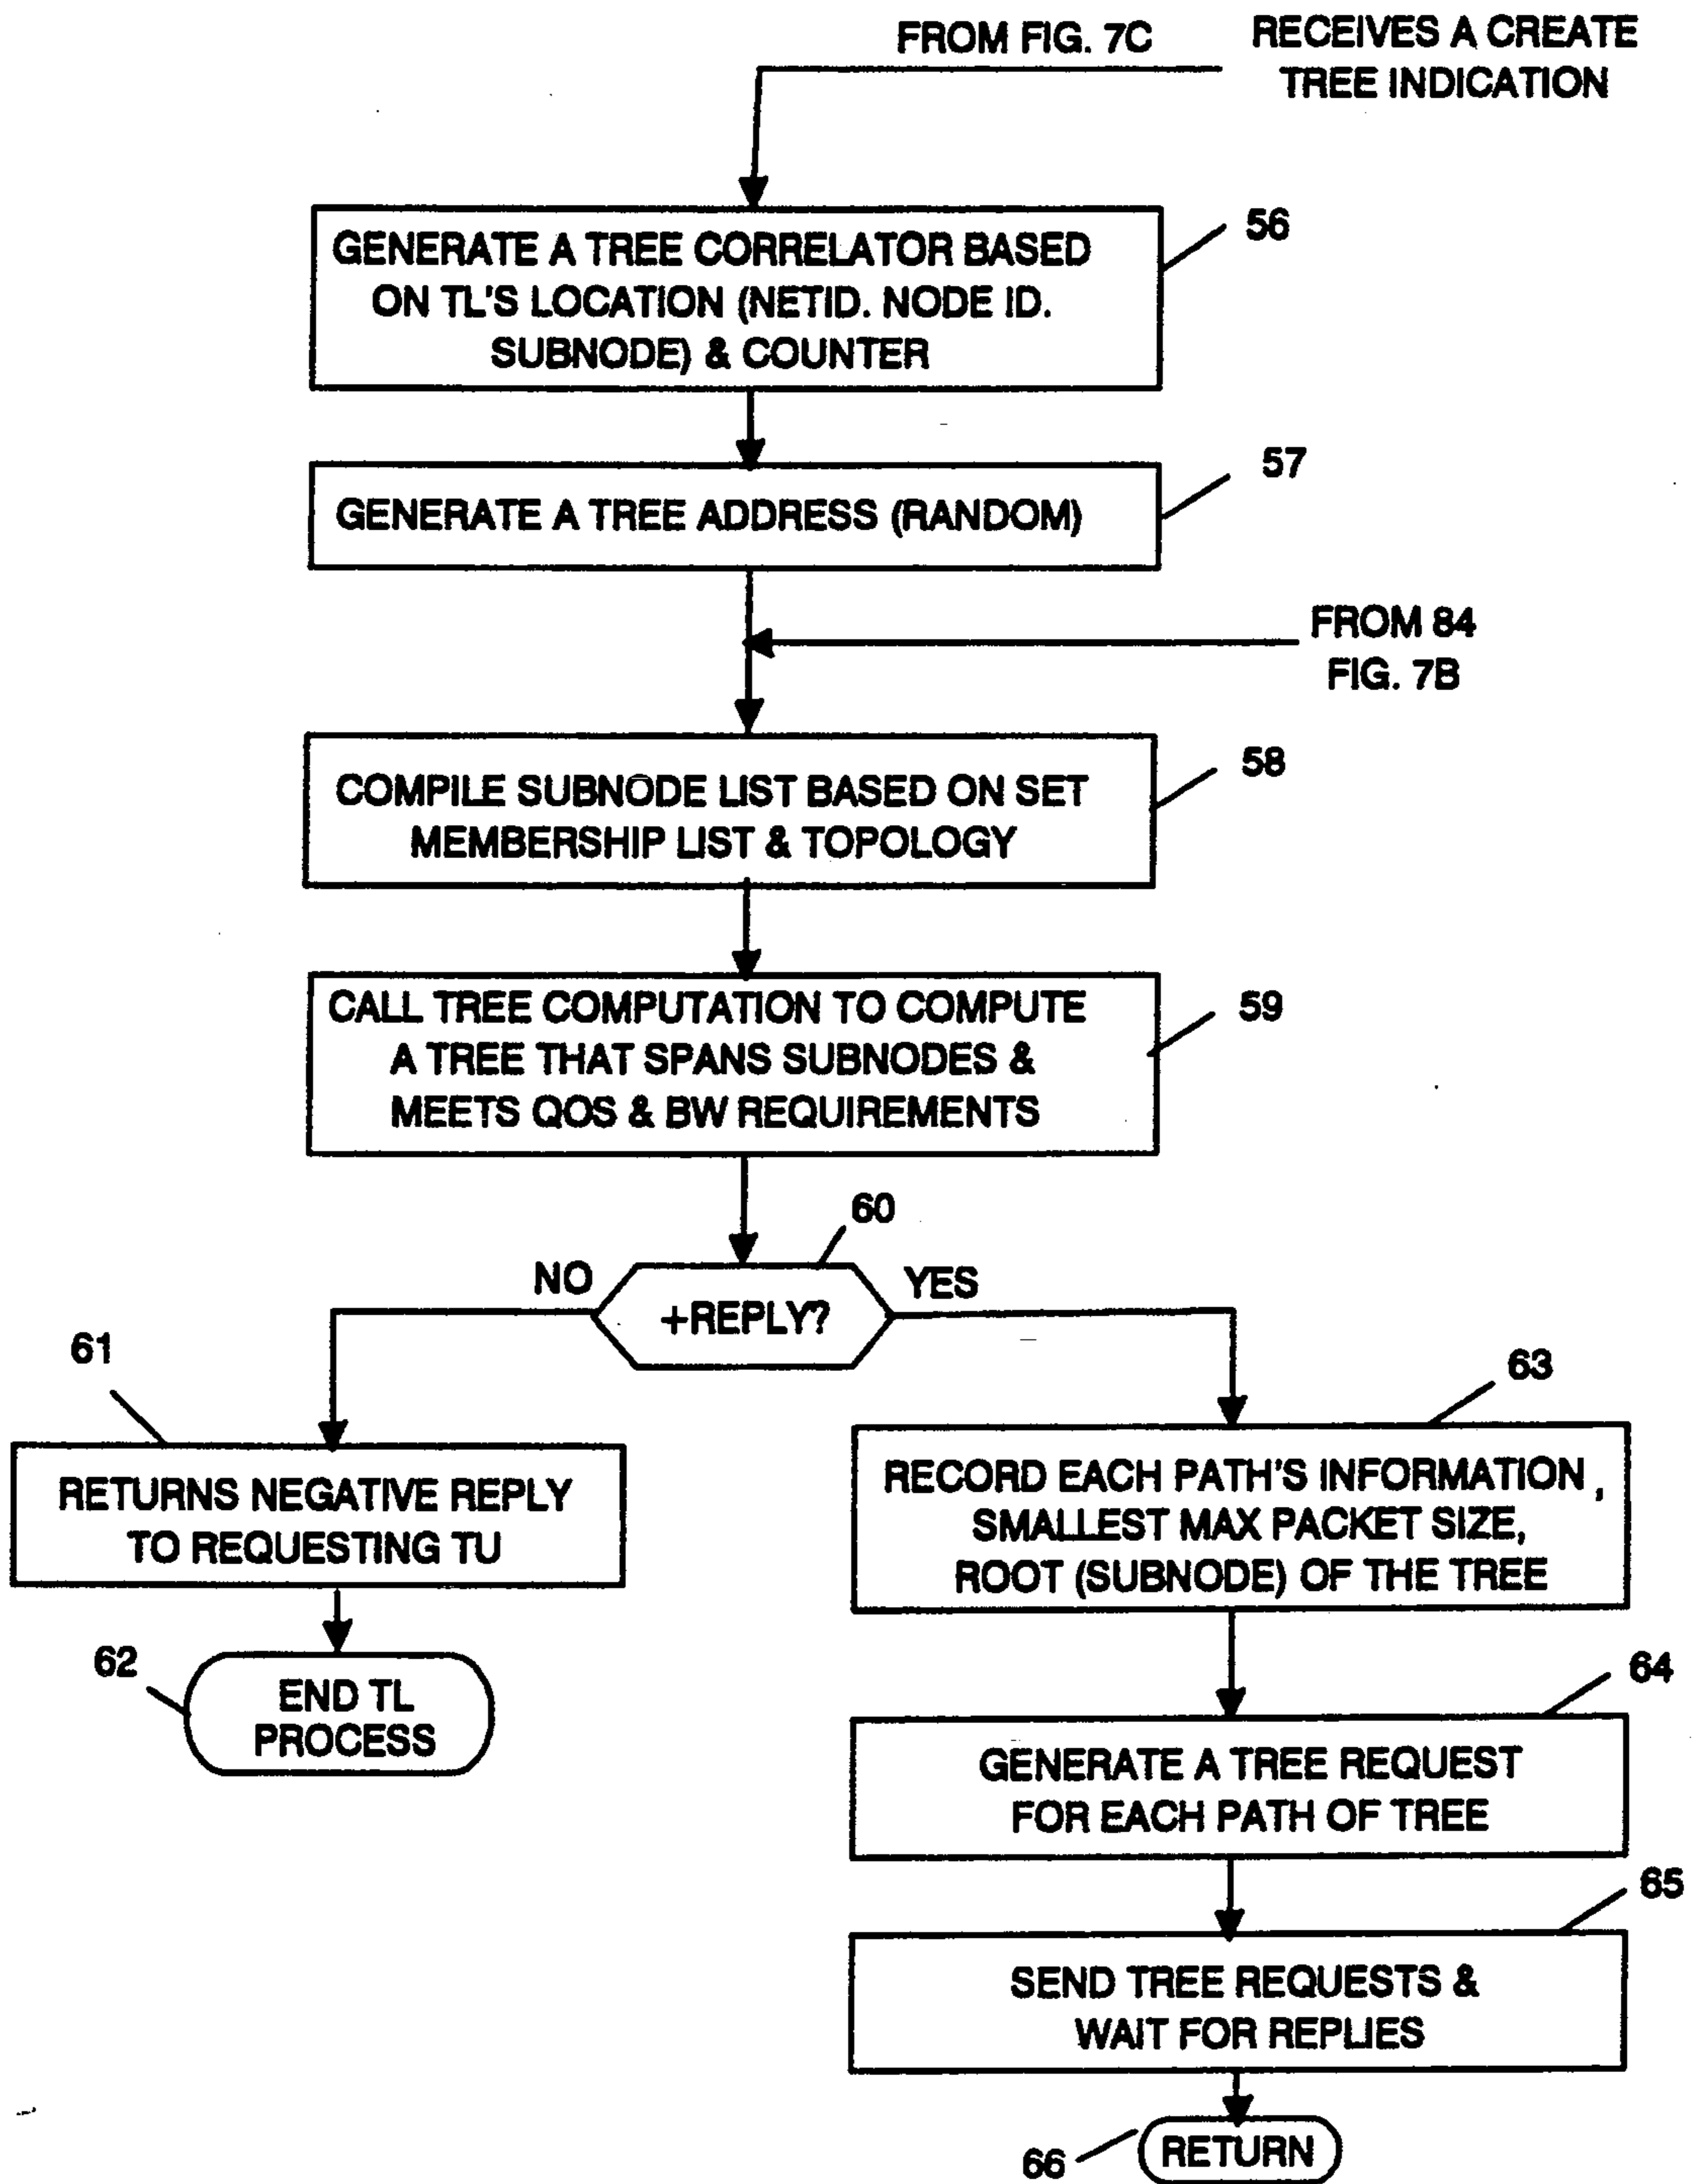 FROM FIG. 7C
RECEIVES A CREATE
TREE INDICATION
GENERATE A TREE CORRELATOR BASED
ON TL'S LOCATION (NETID. NODE ID.
SUBNODE) & COUNTER
56
GENERATE A TREE ADDRESS (RANDOM)
57
FROM 84
FIG. 7B
COMPILE SUBNODE LIST BASED ON SET
MEMBERSHIP LIST & TOPOLOGY
58
CALL TREE COMPUTATION TO COMPUTE
A TREE THAT SPANS SUBNODES &
MEETS QOS & BW REQUIREMENTS
59
60
NO
+REPLY?
YES
61
RETURNS NEGATIVE REPLY
TO REQUESTING TU
62
END TL
PROCESS
63
RECORD EACH PATH'S INFORMATION,
SMALLEST MAX PACKET SIZE,
ROOT (SUBNODE) OF THE TREE
64
GENERATE A TREE REQUEST
FOR EACH PATH OF TREE
65
SEND TREE REQUESTS &
WAIT FOR REPLIES
66
RETURN